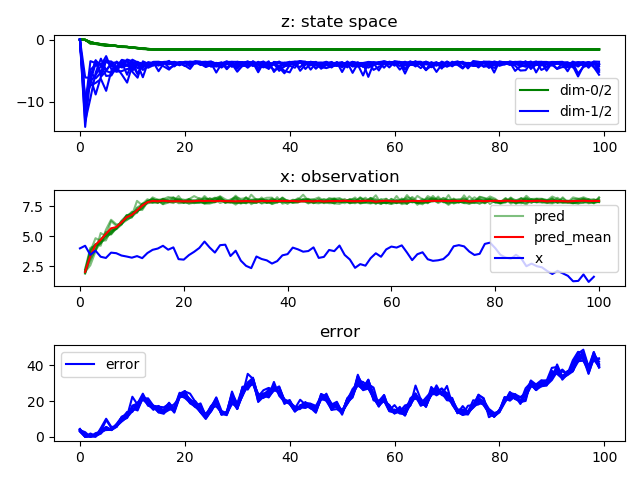 z: state space
0
−10
dim-0/2
dim-1/2
0 20 40 60 80 100
x: observation
7.5
5.0
2.5
pred
pred_mean
x
0 20 40 60 80 100
error
40
20
0
error
0 20 40 60 80 100